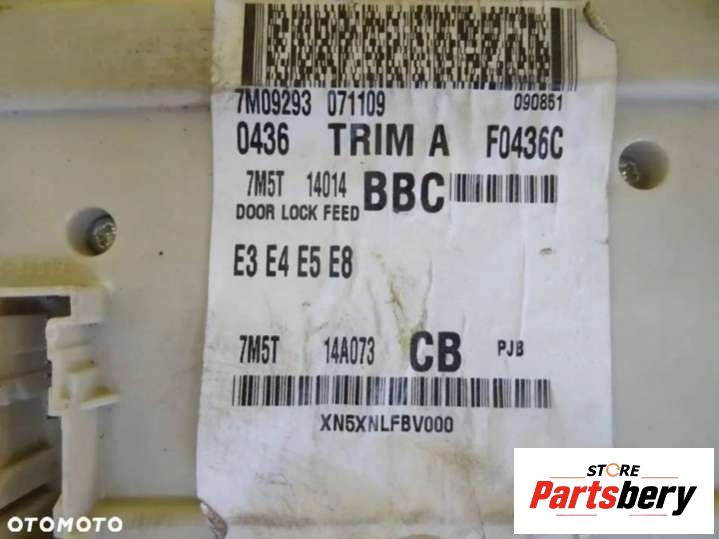 7M09293 071109 090851
0436 TRIM A F0436C
7M5T 14014 BBC
DOOR LOCK FEED
E3 E4 E5 E8
7M5T 14A073 CB PJB
XN5XNLFBV000
STORE
Partsbery
OTOMOTO